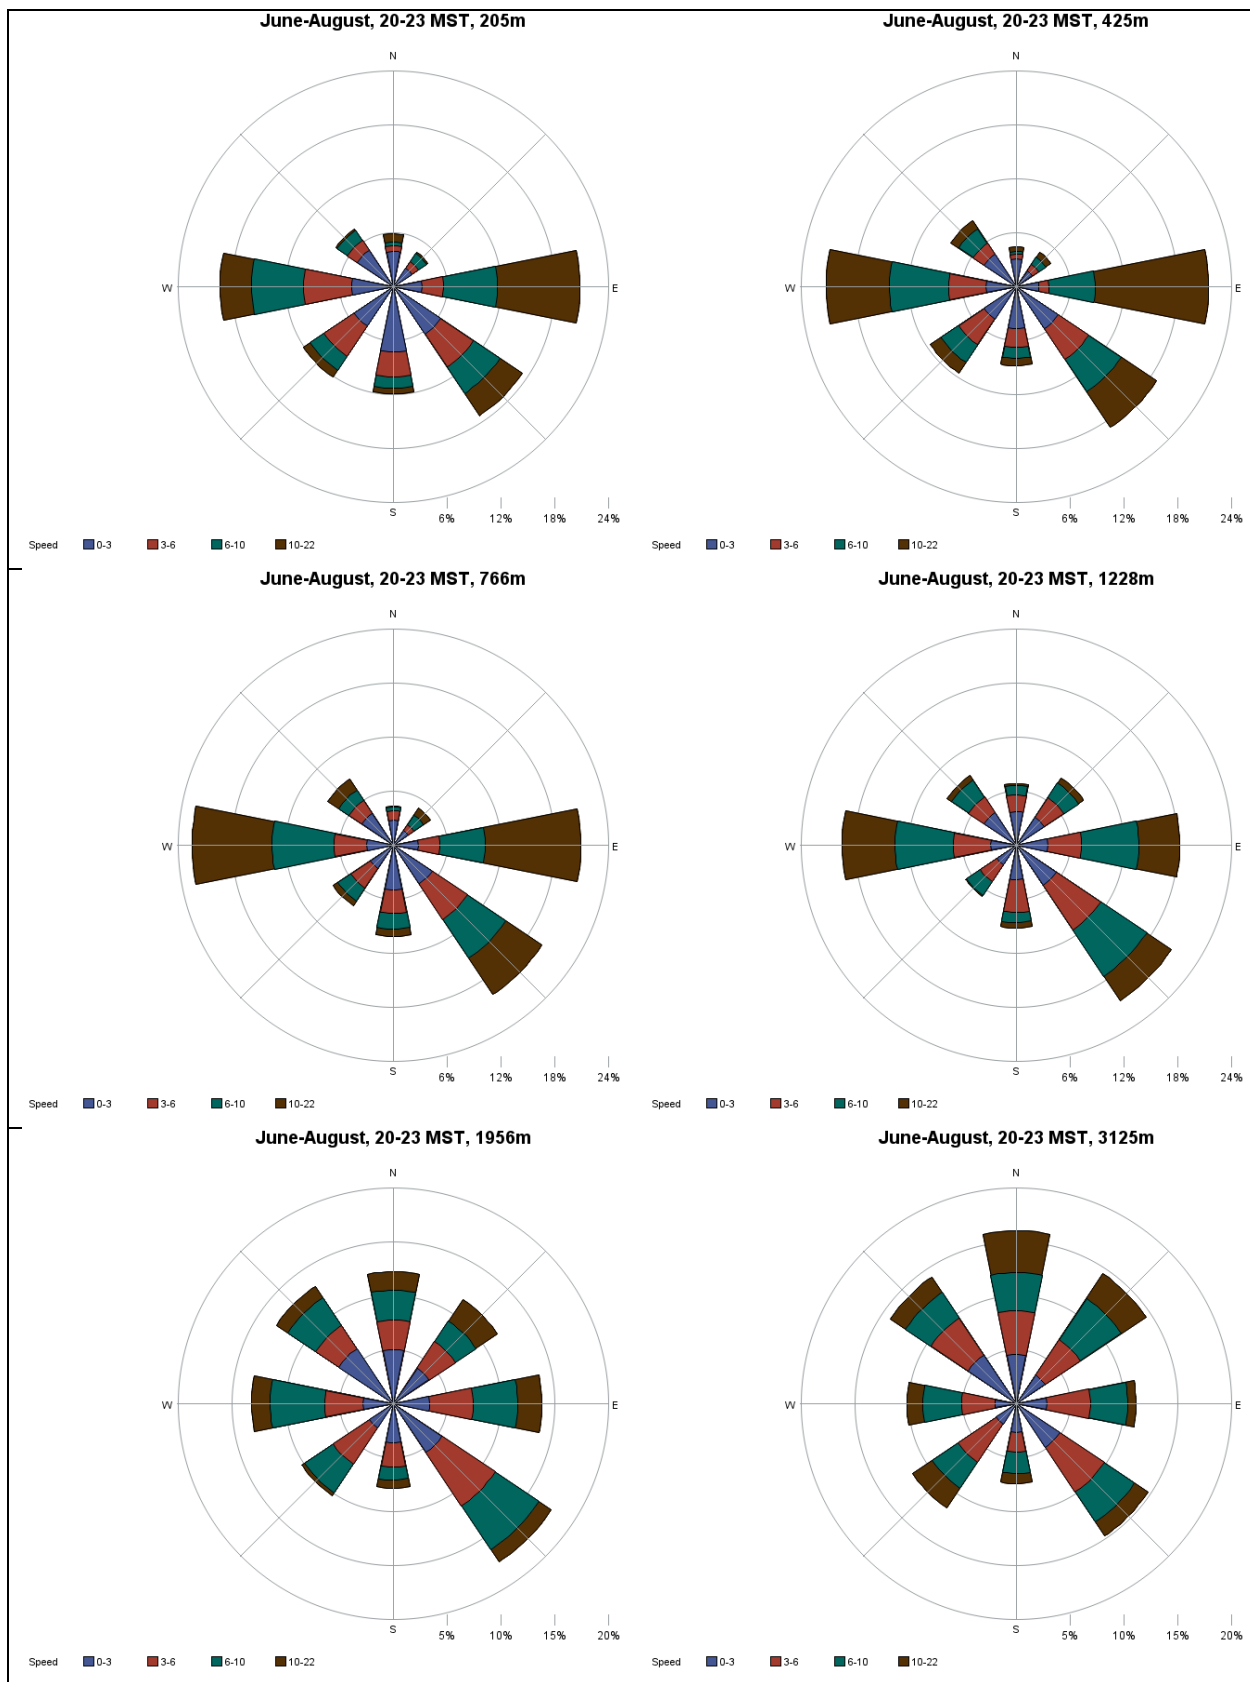 June-August, 20-23 MST, 205m
N
W
E
S
6% 12% 18% 24%
Speed 0-3 3-6 6-10 10-22
June-August, 20-23 MST, 425m
N
W
E
S
6% 12% 18% 24%
Speed 0-3 3-6 6-10 10-22
June-August, 20-23 MST, 766m
N
W
E
S
6% 12% 18% 24%
Speed 0-3 3-6 6-10 10-22
June-August, 20-23 MST, 1228m
N
W
E
S
6% 12% 18% 24%
Speed 0-3 3-6 6-10 10-22
June-August, 20-23 MST, 1956m
N
W
E
S
5% 10% 15% 20%
Speed 0-3 3-6 6-10 10-22
June-August, 20-23 MST, 3125m
N
W
E
S
5% 10% 15% 20%
Speed 0-3 3-6 6-10 10-22